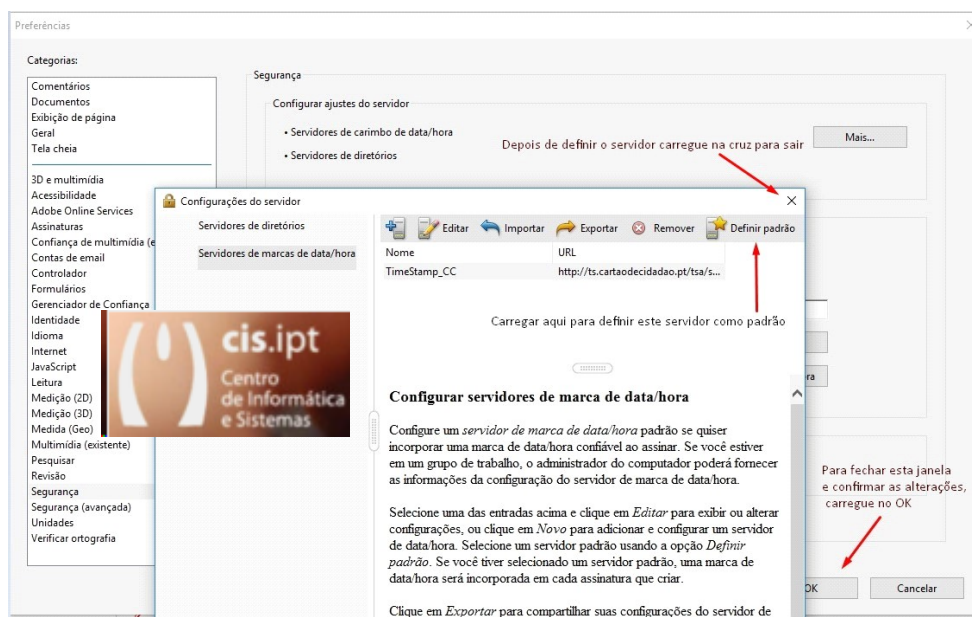 Preferências
Categorias:
Comentários
Documentos
Exibição de página
Geral
Tela cheia
3D e multimídia
Acessibilidade
Adobe Online Services
Assinaturas
Confiança de multimídia (e
Contas de email
Controlador
Formulários
Gerenciador de Confiança
Identidade
Idioma
Internet
JavaScript
Leitura
Medição (2D)
Medição (3D)
Medida (Geo)
Multimídia (existente)
Pesquisar
Revisão
Segurança
Segurança (avançada)
Unidades
Verificar ortografia
Segurança
Configurar ajustes do servidor
• Servidores de carimbo de data/hora
• Servidores de diretórios
Mais...
Depois de definir o servidor carregue na cruz para sair
Configurações do servidor
Servidores de diretórios
Servidores de marcas de data/hora
Editar Importar Exportar Remover Definir padrão
Nome URL
TimeStamp_CC http://ts.cartaodecidadao.pt/tsa/s...
Carregar aqui para definir este servidor como padrão
cis.ipt
Centro
de Informática
e Sistemas
Configurar servidores de marca de data/hora
Configure um servidor de marca de data/hora padrão se quiser
incorporar uma marca de data/hora confiável ao assinar. Se você estiver
em um grupo de trabalho, o administrador do computador poderá fornecer
as informações da configuração do servidor de marca de data/hora.
Selecione uma das entradas acima e clique em Editar para exibir ou alterar
configurações, ou clique em Novo para adicionar e configurar um servidor
de data/hora. Selecione um servidor padrão usando a opção Definir
padrão. Se você tiver selecionado um servidor padrão, uma marca de
data/hora será incorporada em cada assinatura que criar.
Clique em Exportar para compartilhar suas configurações do servidor de
ra
Para fechar esta janela
e confirmar as alterações,
carregue no OK
OK
Cancelar